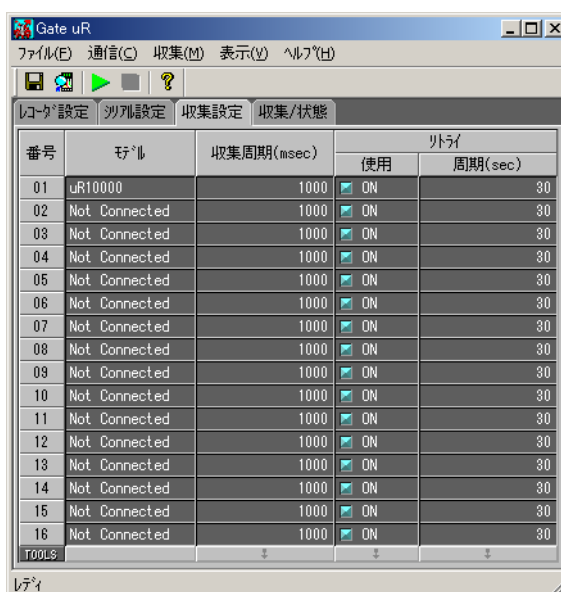 Gate uR
ファイル(F) 通信(C) 収集(M) 表示(V) ヘルプ(H)
レコーダ設定 シリアル設定 収集設定 収集/状態
番号 モデル 収集周期(msec) リトライ
使用 周期(sec)
01 uR10000 1000 ON 30
02 Not Connected 1000 ON 30
03 Not Connected 1000 ON 30
04 Not Connected 1000 ON 30
05 Not Connected 1000 ON 30
06 Not Connected 1000 ON 30
07 Not Connected 1000 ON 30
08 Not Connected 1000 ON 30
09 Not Connected 1000 ON 30
10 Not Connected 1000 ON 30
11 Not Connected 1000 ON 30
12 Not Connected 1000 ON 30
13 Not Connected 1000 ON 30
14 Not Connected 1000 ON 30
15 Not Connected 1000 ON 30
16 Not Connected 1000 ON 30
TOOLS
レディ